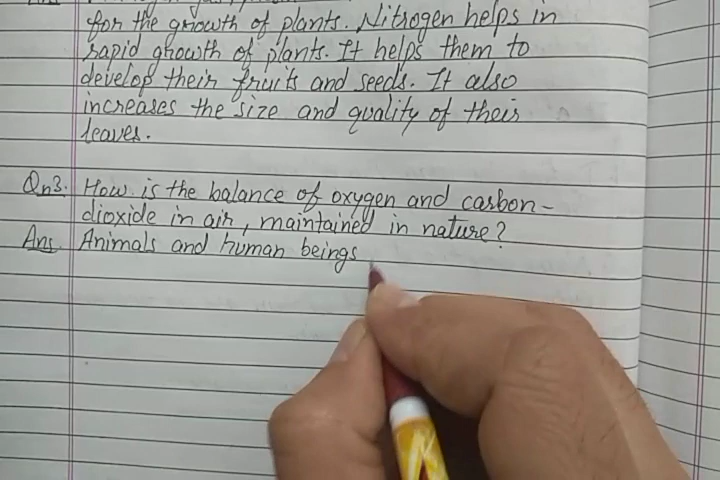 for the growth of plants. Nitrogen helps in
rapid growth of plants. It helps them to
develop their fruits and seeds. It also
increases the size and quality of their
leaves.
Qn3. How is the balance of oxygen and carbon-
dioxide in air, maintained in nature?
Ans. Animals and human beings